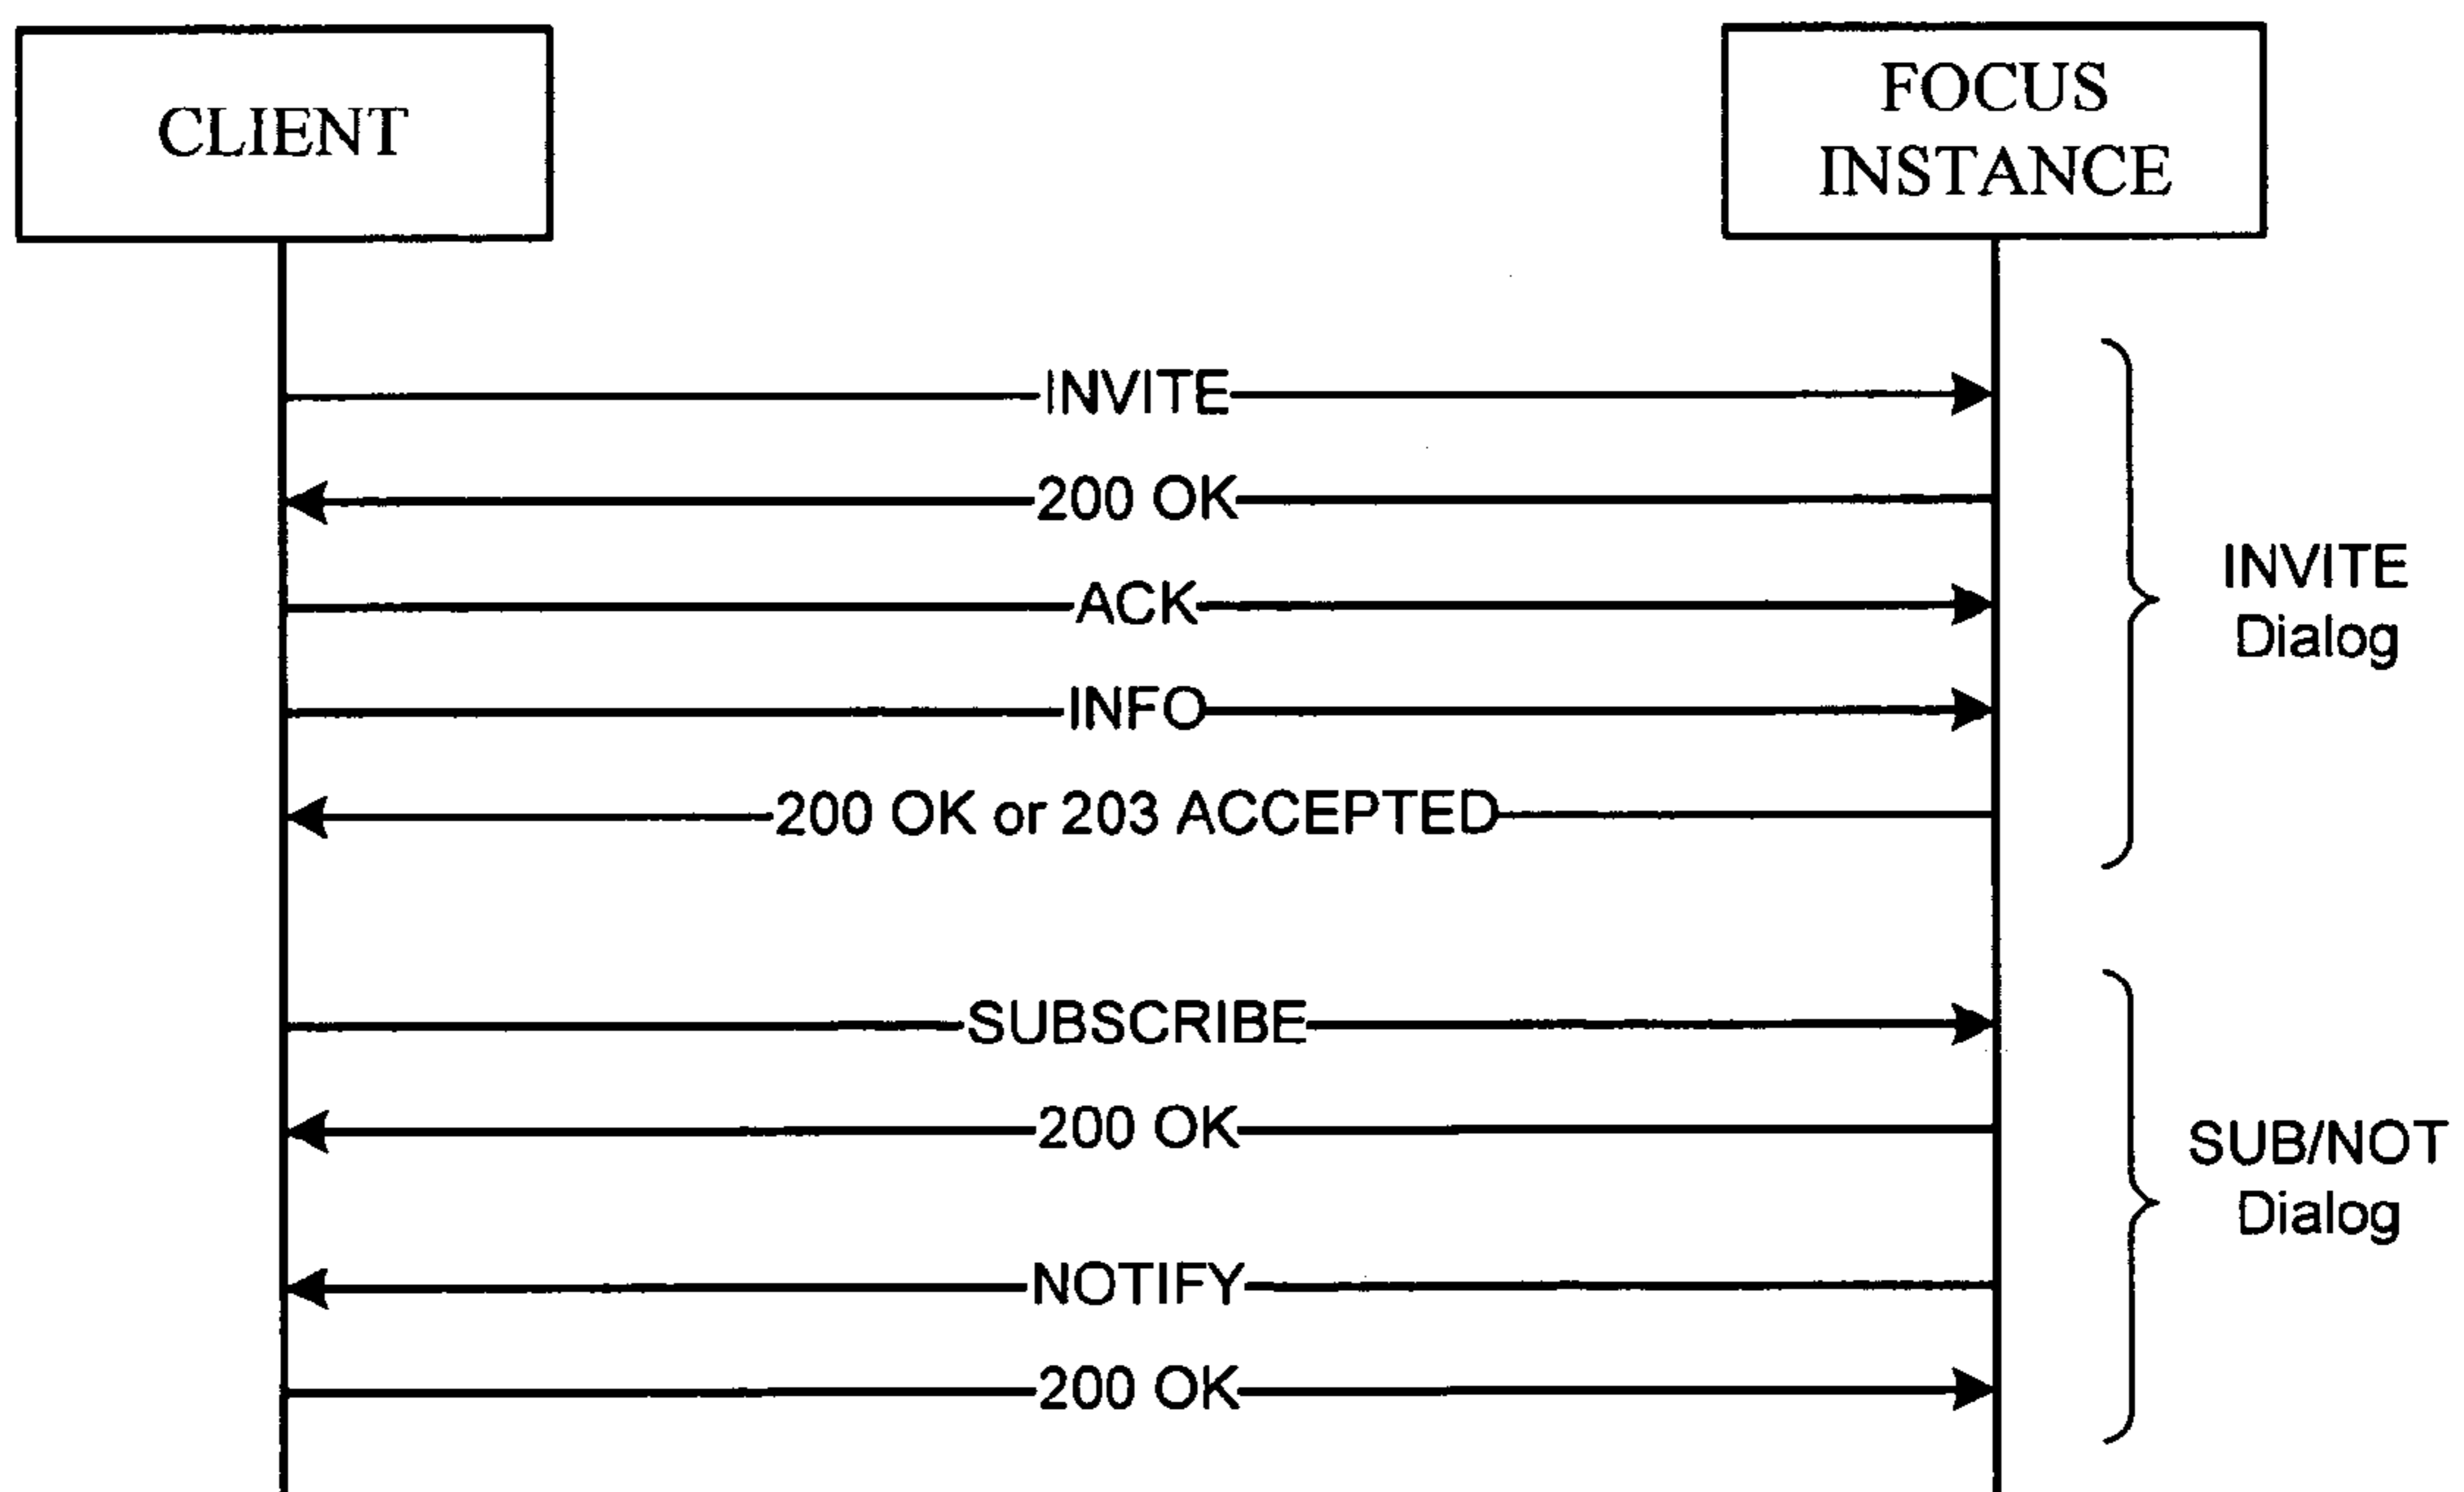 CLIENT
FOCUS
INSTANCE
INVITE
200 OK
ACK
INFO
200 OK or 203 ACCEPTED
INVITE
Dialog
SUBSCRIBE
200 OK
NOTIFY
200 OK
SUB/NOT
Dialog